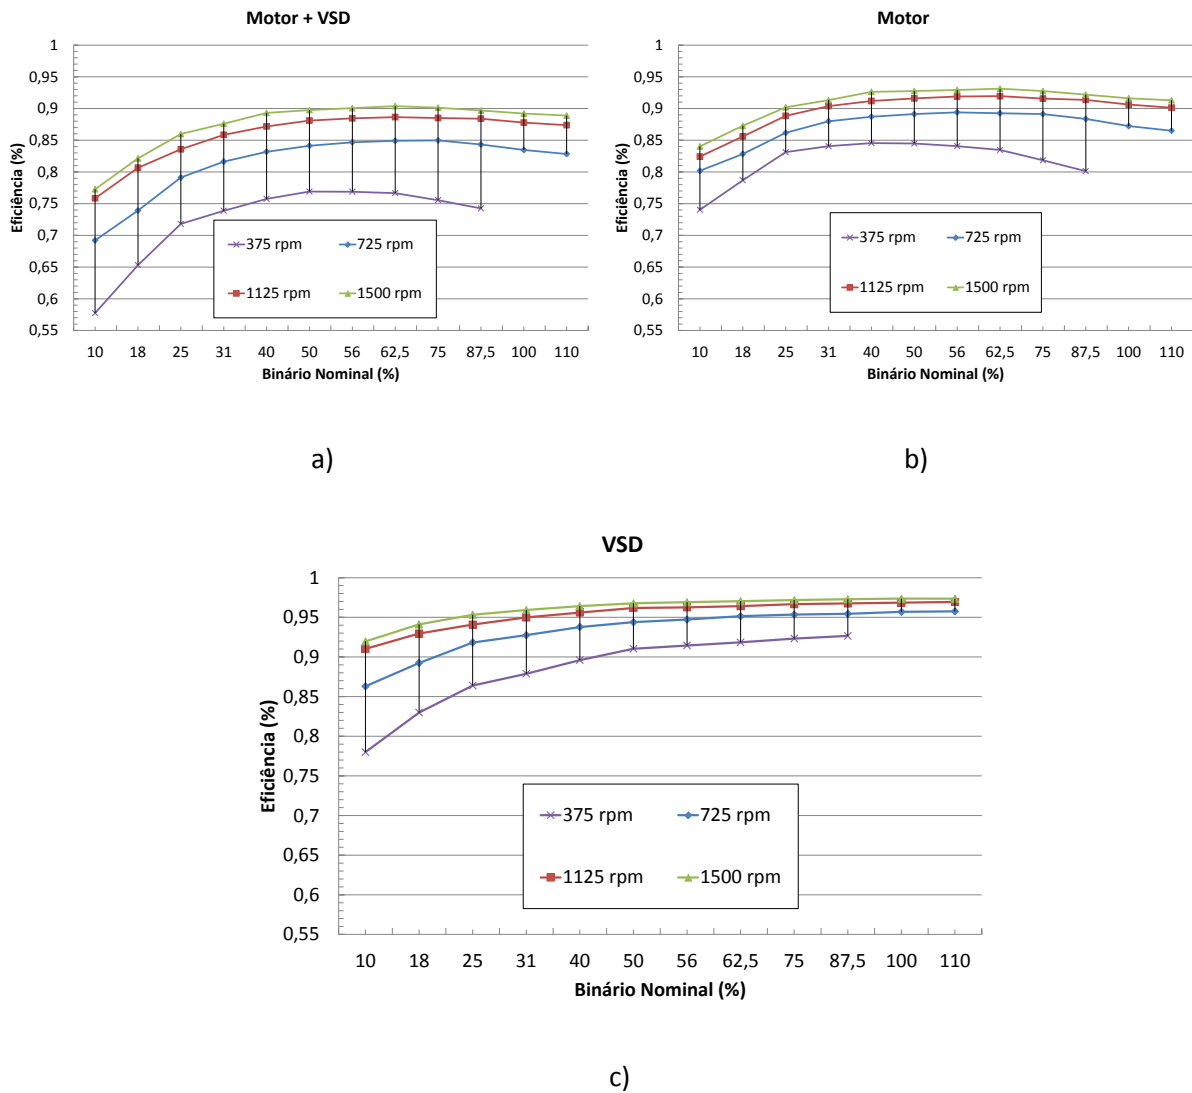 Motor + VSD
Eficiência (%)
1
0,95
0,9
0,85
0,8
0,75
0,7
0,65
0,6
0,55
375 rpm 725 rpm
1125 rpm 1500 rpm
10 18 25 31 40 50 56 62,5 75 87,5 100 110
Binário Nominal (%)
a)
Motor
Eficiência (%)
1
0,95
0,9
0,85
0,8
0,75
0,7
0,65
0,6
0,55
375 rpm 725 rpm
1125 rpm 1500 rpm
10 18 25 31 40 50 56 62,5 75 87,5 100 110
Binário Nominal (%)
b)
VSD
Eficiência (%)
1
0,95
0,9
0,85
0,8
0,75
0,7
0,65
0,6
0,55
375 rpm 725 rpm
1125 rpm 1500 rpm
10 18 25 31 40 50 56 62,5 75 87,5 100 110
Binário Nominal (%)
c)